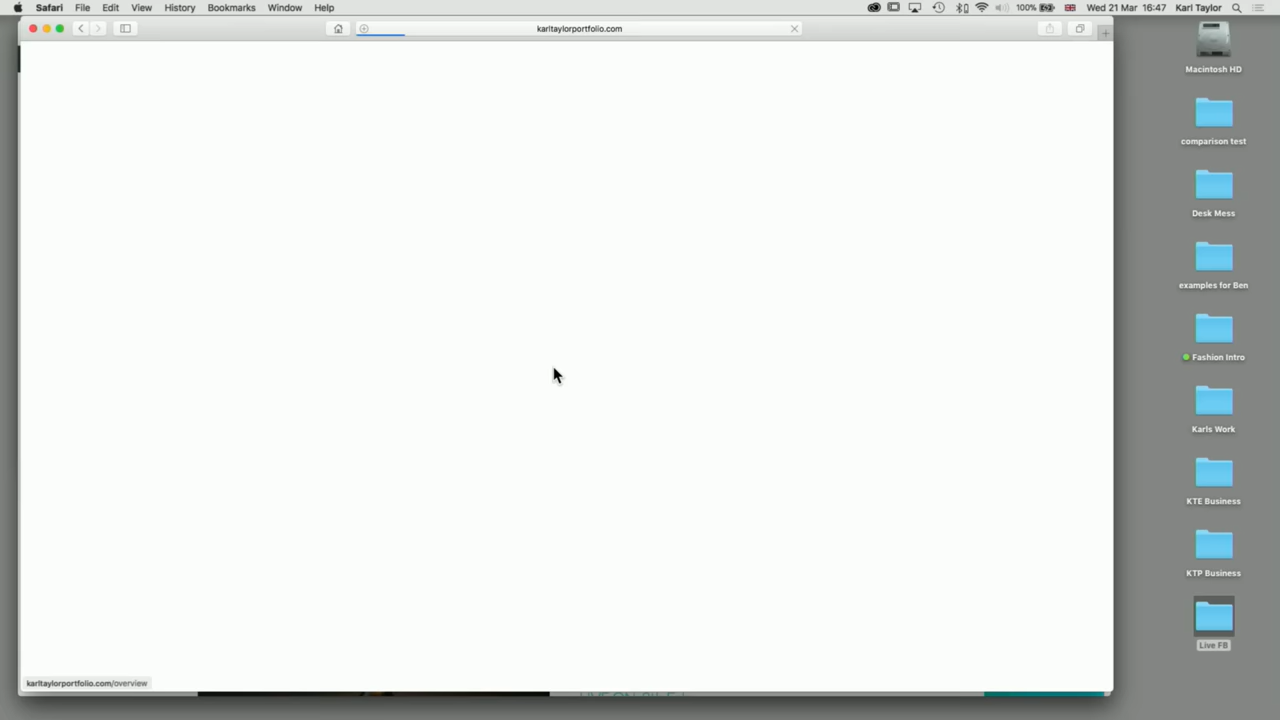 Safari File Edit View History Bookmarks Window Help 100% Wed 21 Mar 16:47 Karl Taylor
karltaylorportfolio.com
Macintosh HD
comparison test
Desk Mess
examples for Ben
Fashion Intro
Karls Work
KTE Business
KTP Business
Live FB
karltaylorportfolio.com/overview